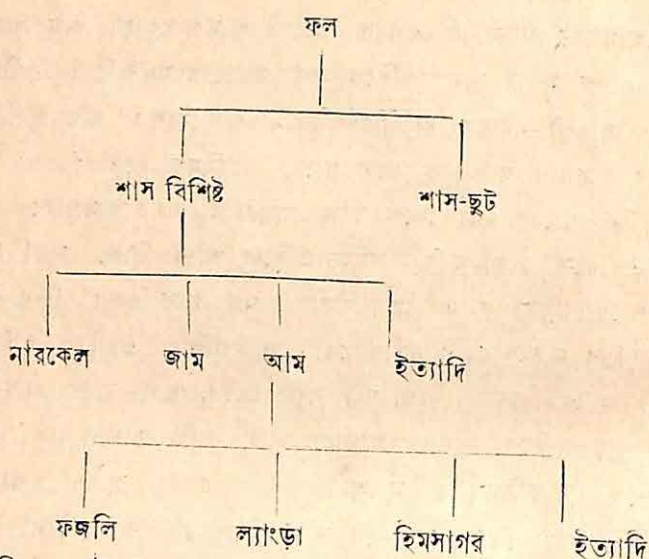 ফল
শাস বিশিষ্ট শাস-ছুট
নারকেল জাম আম ইত্যাদি
ফজলি ল্যাংড়া হিমসাগর ইত্যাদি